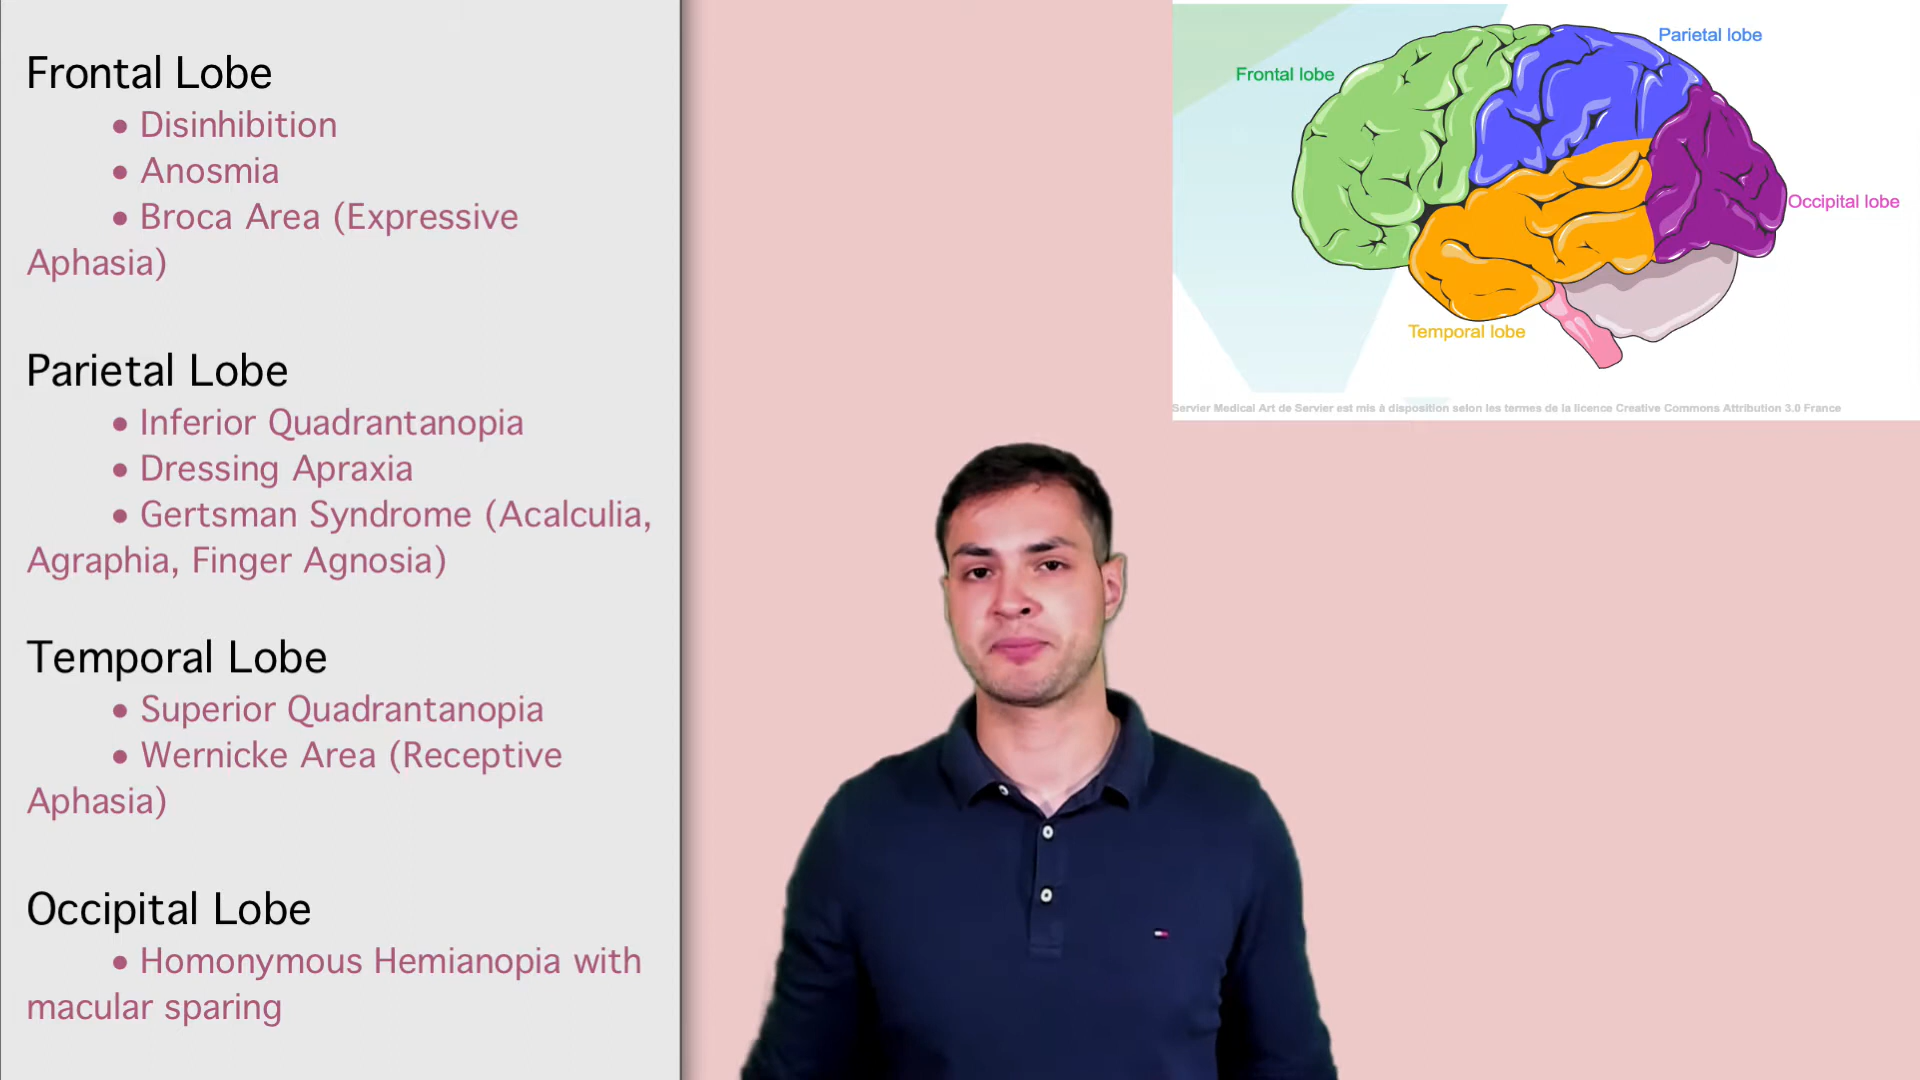 Frontal Lobe
• Disinhibition
• Anosmia
• Broca Area (Expressive
Aphasia)
Parietal Lobe
• Inferior Quadrantanopia
• Dressing Apraxia
• Gertsman Syndrome (Acalculia,
Agraphia, Finger Agnosia)
Temporal Lobe
• Superior Quadrantanopia
• Wernicke Area (Receptive
Aphasia)
Occipital Lobe
• Homonymous Hemianopia with
macular sparing
Parietal lobe
Frontal lobe
Occipital lobe
Temporal lobe
Servier Medical Art de Servier est mis à disposition selon les termes de la licence Creative Commons Attribution 3.0 France